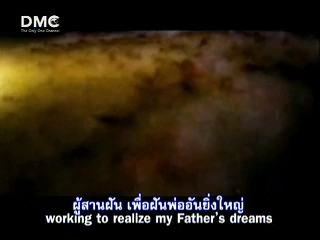 DMC
The Only One Channel
ผู้สานฝัน เพื่อฝันพ่ออันยิ่งใหญ่
working to realize my Father's dreams